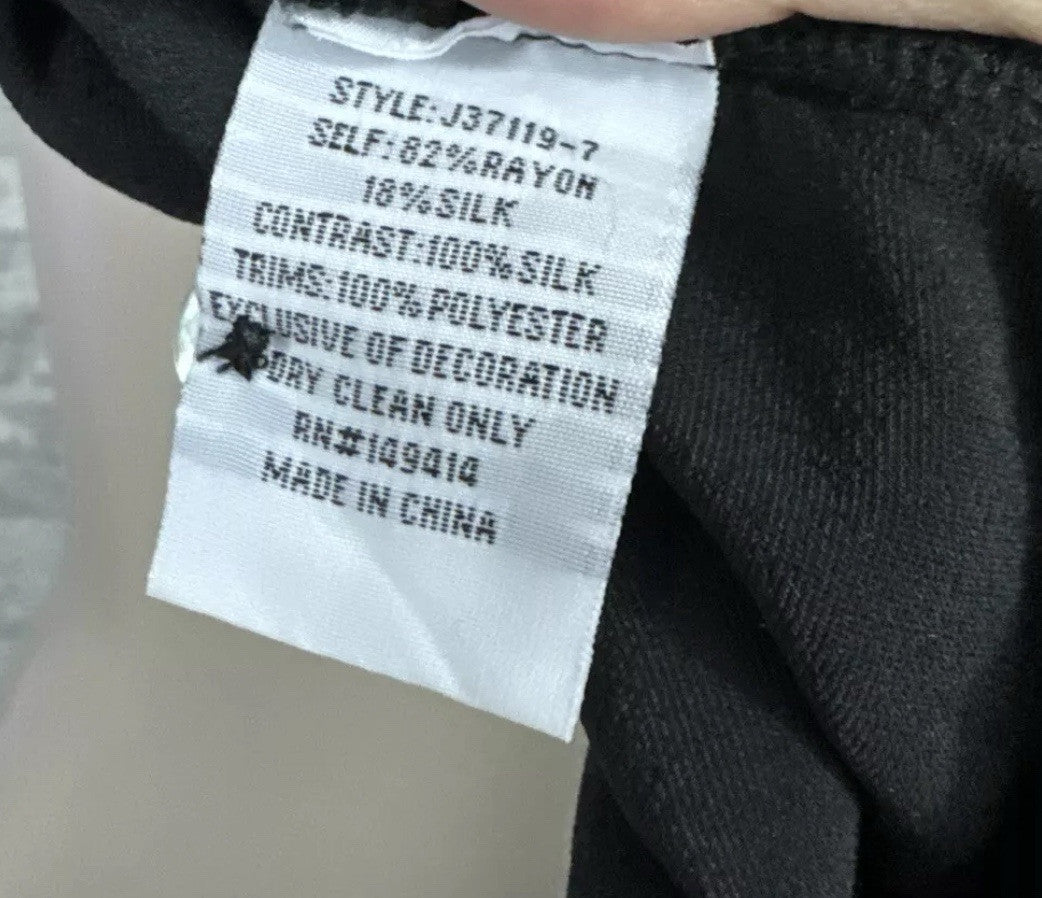 STYLE:J37119-7
SELF:82%RAYON
18%SILK
CONTRAST:100%SILK
TRIMS:100%POLYESTER
EXCLUSIVE OF DECORATION
DRY CLEAN ONLY
RN#149414
MADE IN CHINA